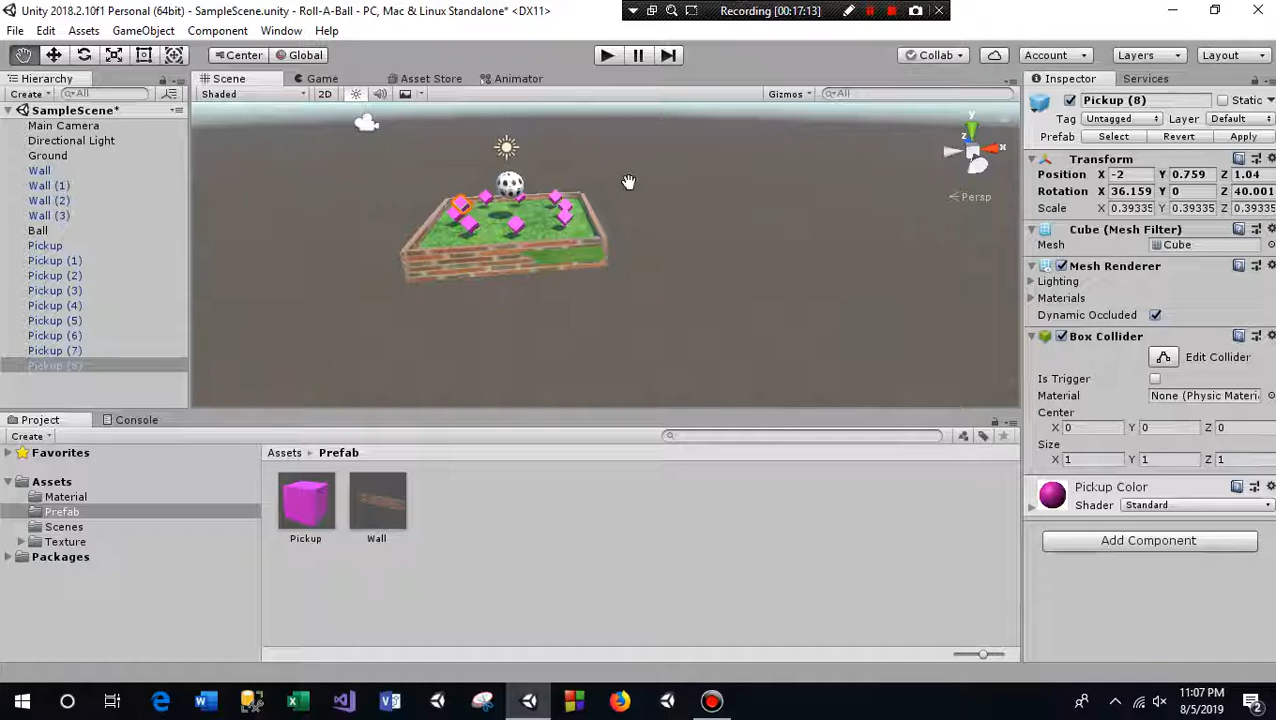 Unity 2018.2.10f1 Personal (64bit) - SampleScene.unity - Roll-A-Ball - PC, Mac & Linux Standalone* <DX11>
Recording [00:17:13]
File Edit Assets GameObject Component Window Help
Center Global
Collab Account Layers Layout
Hierarchy
Create All
SampleScene*
Main Camera
Directional Light
Ground
Wall
Wall (1)
Wall (2)
Wall (3)
Ball
Pickup
Pickup (1)
Pickup (2)
Pickup (3)
Pickup (4)
Pickup (5)
Pickup (6)
Pickup (7)
Pickup (8)
Scene Game Asset Store Animator
Shaded 2D Gizmos All
y
z
x
Persp
Inspector Services
Pickup (8) Static
Tag Untagged Layer Default
Prefab Select Revert Apply
Transform
Position X -2 Y 0.759 Z 1.04
Rotation X 36.159 Y 0 Z 40.001
Scale X 0.39335 Y 0.39335 Z 0.39335
Cube (Mesh Filter)
Mesh Cube
Mesh Renderer
Lighting
Materials
Dynamic Occluded
Box Collider
Edit Collider
Is Trigger
Material None (Physic Materi
Center
X 0 Y 0 Z 0
Size
X 1 Y 1 Z 1
Pickup Color
Shader Standard
Add Component
Project Console
Create
Favorites
Assets
Material
Prefab
Scenes
Texture
Packages
Assets Prefab
Pickup
Wall
11:07 PM
8/5/2019
2